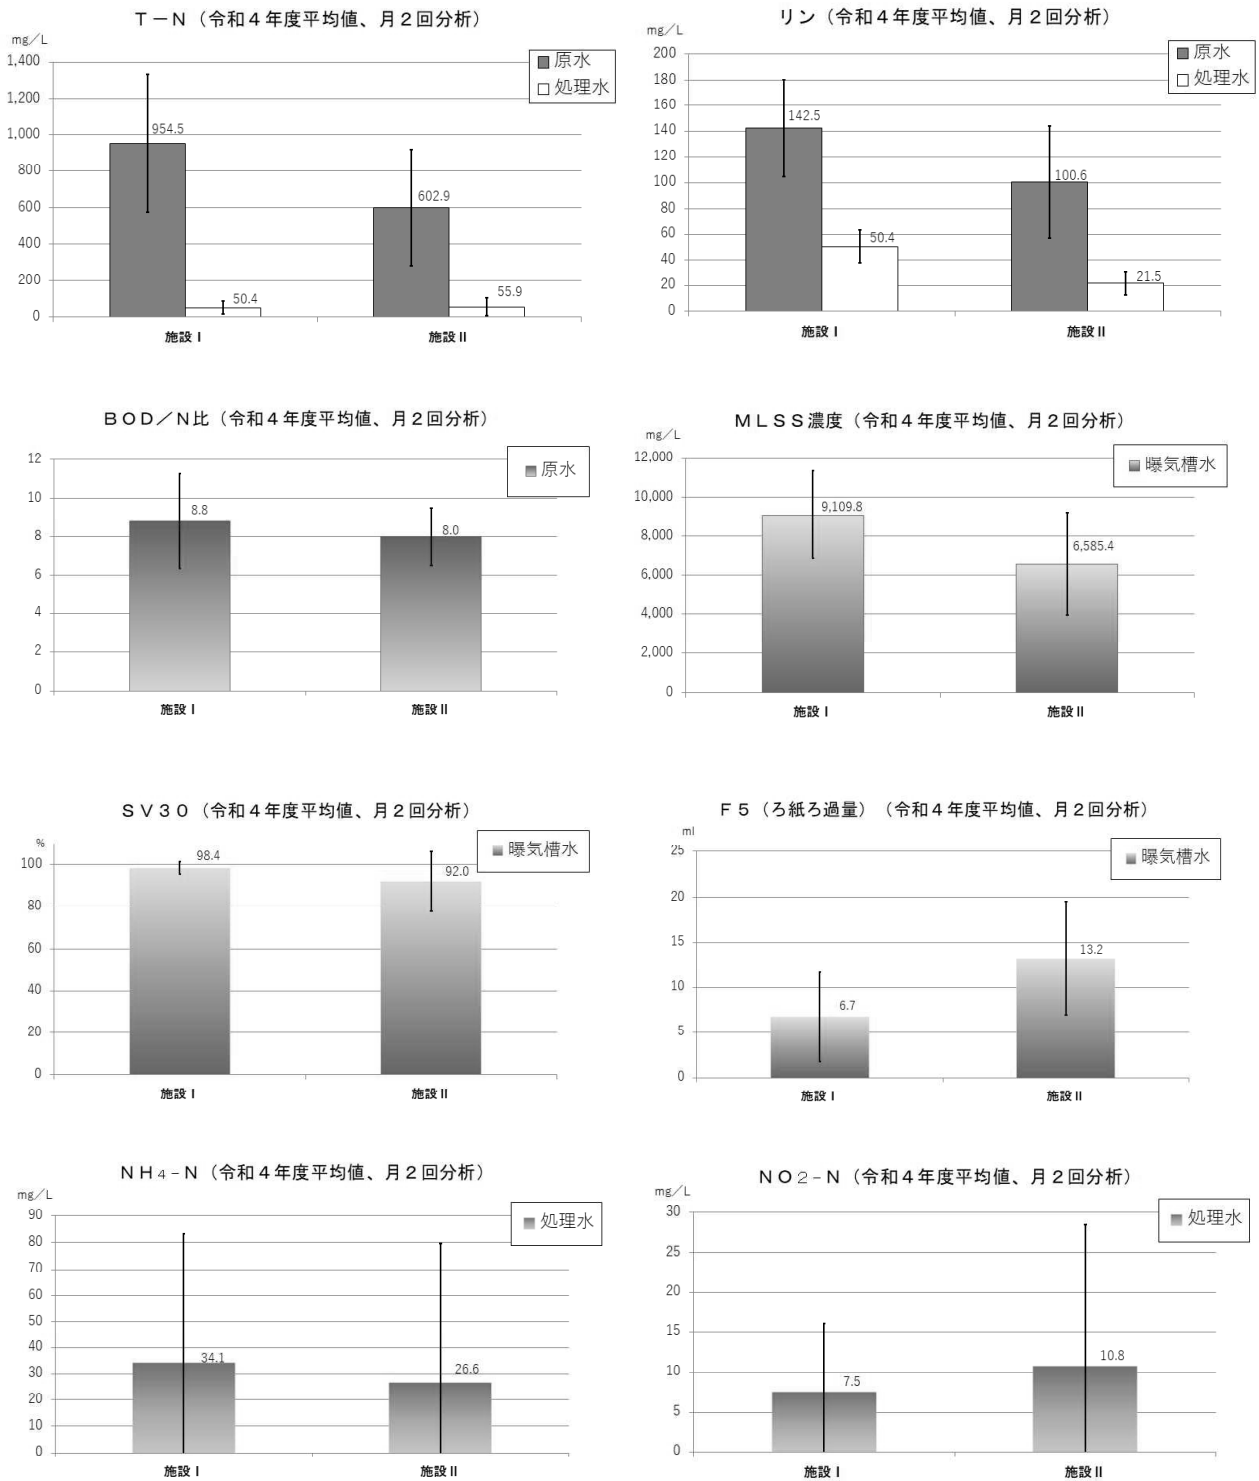 Ｔ－Ｎ（令和４年度平均値、月２回分析）
mg／L
1,400
1,200
1,000
800
600
400
200
0
954.5
50.4
602.9
55.9
原水
処理水
施設Ⅰ
施設Ⅱ
リン（令和４年度平均値、月２回分析）
mg／L
200
180
160
140
120
100
80
60
40
20
0
142.5
50.4
100.6
21.5
原水
処理水
施設Ⅰ
施設Ⅱ
ＢＯＤ／Ｎ比（令和４年度平均値、月２回分析）
12
10
8
6
4
2
0
8.8
8.0
原水
施設Ⅰ
施設Ⅱ
ＭＬＳＳ濃度（令和４年度平均値、月２回分析）
mg／L
12,000
10,000
8,000
6,000
4,000
2,000
0
9,109.8
6,585.4
曝気槽水
施設Ⅰ
施設Ⅱ
ＳＶ３０（令和４年度平均値、月２回分析）
%
100
80
60
40
20
0
98.4
92.0
曝気槽水
施設Ⅰ
施設Ⅱ
Ｆ５（ろ紙ろ過量）（令和４年度平均値、月２回分析）
ml
25
20
15
10
5
0
6.7
13.2
曝気槽水
施設Ⅰ
施設Ⅱ
ＮＨ₄－Ｎ（令和４年度平均値、月２回分析）
mg／L
90
80
70
60
50
40
30
20
10
0
34.1
26.6
処理水
施設Ⅰ
施設Ⅱ
ＮＯ２－Ｎ（令和４年度平均値、月２回分析）
mg／L
30
25
20
15
10
5
0
7.5
10.8
処理水
施設Ⅰ
施設Ⅱ